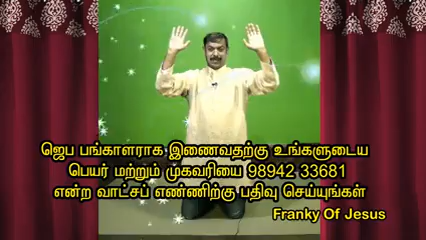 ஜெப பங்காளராக இணைவதற்கு உங்களுடைய
பெயர் மற்றும் முகவரியை 98942 33681
என்ற வாட்சப் எண்ணிற்கு பதிவு செய்யுங்கள்
Franky Of Jesus